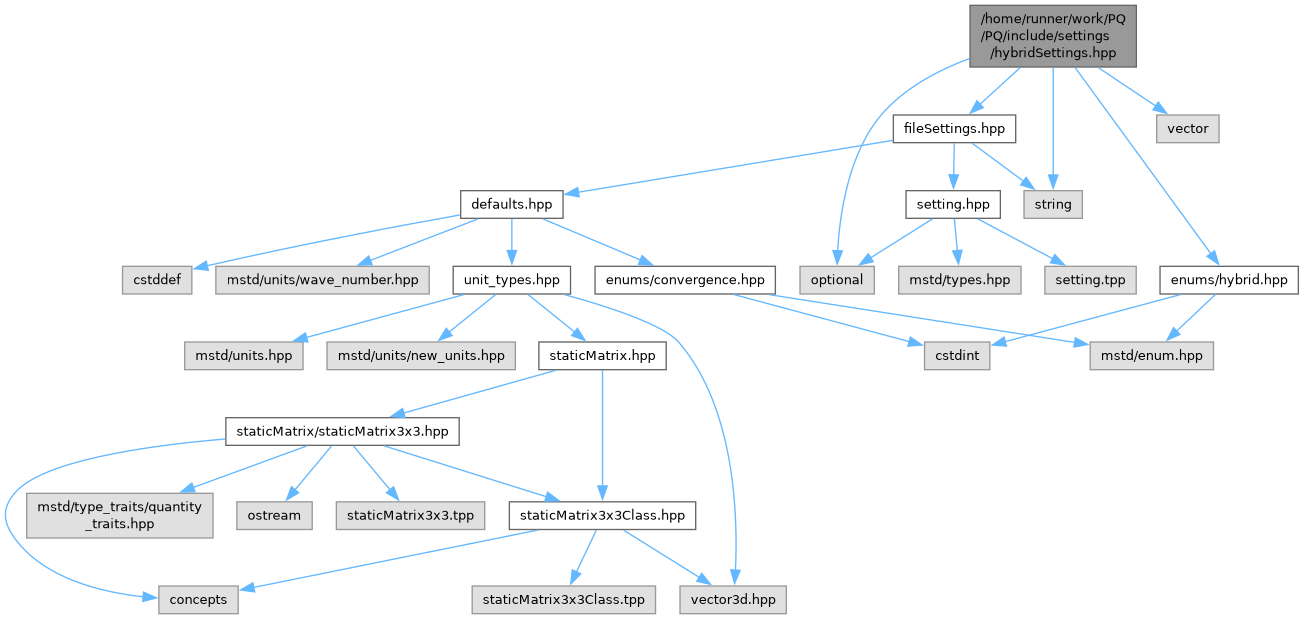 /home/runner/work/PQ
/PQ/include/settings
/hybridSettings.hpp
fileSettings.hpp
vector
defaults.hpp
setting.hpp
string
cstddef
mstd/units/wave_number.hpp
unit_types.hpp
enums/convergence.hpp
optional
mstd/types.hpp
setting.tpp
enums/hybrid.hpp
mstd/units.hpp
mstd/units/new_units.hpp
staticMatrix.hpp
cstdint
mstd/enum.hpp
staticMatrix/staticMatrix3x3.hpp
mstd/type_traits/quantity
_traits.hpp
ostream
staticMatrix3x3.tpp
staticMatrix3x3Class.hpp
concepts
staticMatrix3x3Class.tpp
vector3d.hpp